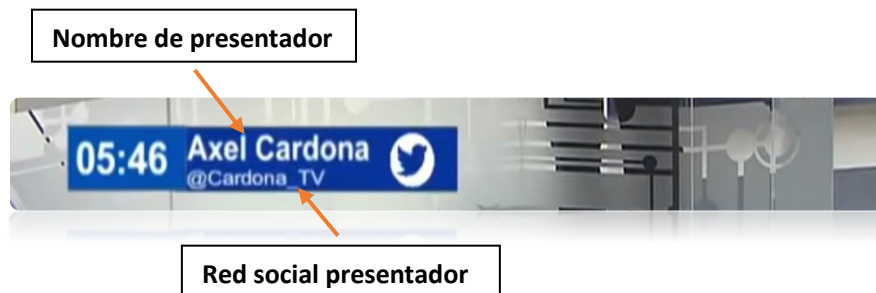 Nombre de presentador
05:46
Axel Cardona
@Cardona_TV
Red social presentador